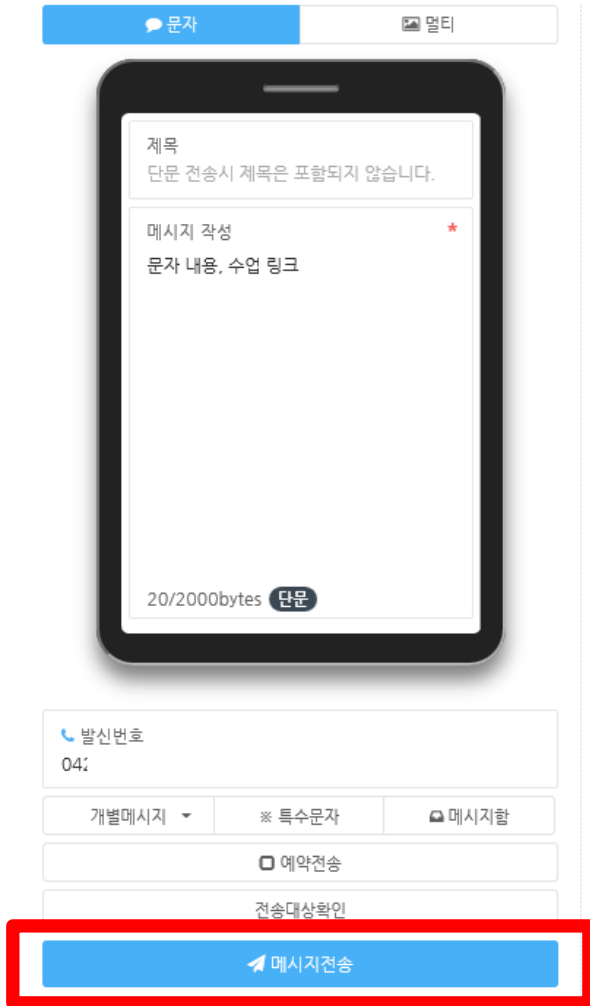 문자
멀티
제목
단문 전송시 제목은 포함되지 않습니다.
메시지 작성 *
문자 내용, 수업 링크
20/2000bytes 단문
발신번호
042
개별메시지
※ 특수문자
메시지함
예약전송
전송대상확인
메시지전송